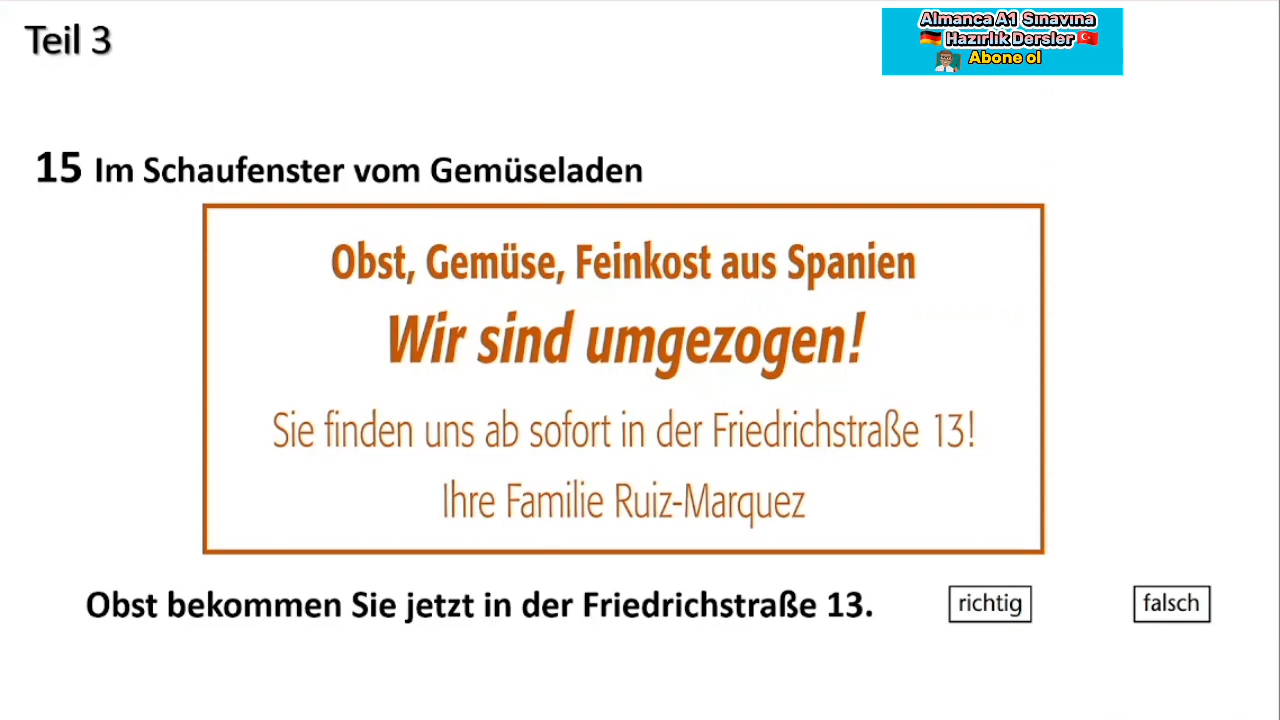 Teil 3
Almanca A1 Sınavına
Hazırlık Dersler
Abone ol
15 Im Schaufenster vom Gemüseladen
Obst, Gemüse, Feinkost aus Spanien
Wir sind umgezogen!
Sie finden uns ab sofort in der Friedrichstraße 13!
Ihre Familie Ruiz-Marquez
Obst bekommen Sie jetzt in der Friedrichstraße 13. richtig falsch